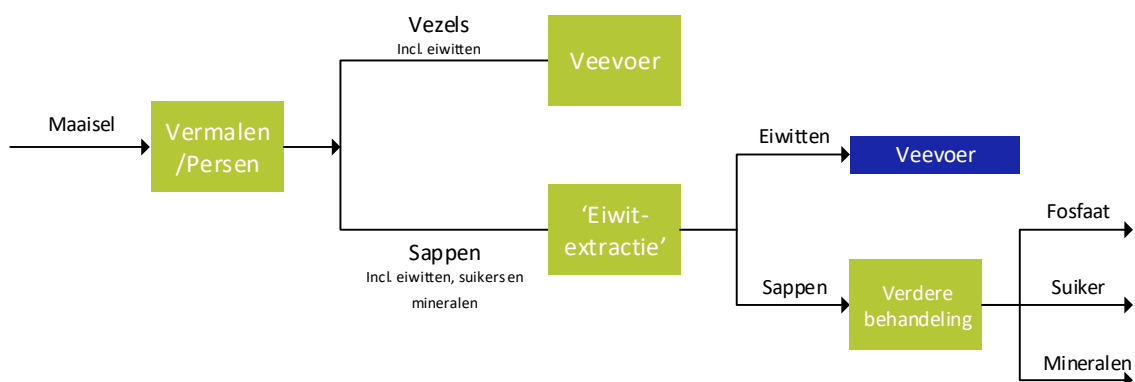 Vezels
Incl. eiwitten
Veevoer
Maaisel
Vermalen
/Persen
Eiwitten
Veevoer
‘Eiwit-
extractie’
Sappen
Incl. eiwitten, suikers en
mineralen
Fosfaat
Sappen
Verdere
behandeling
Suiker
Mineralen